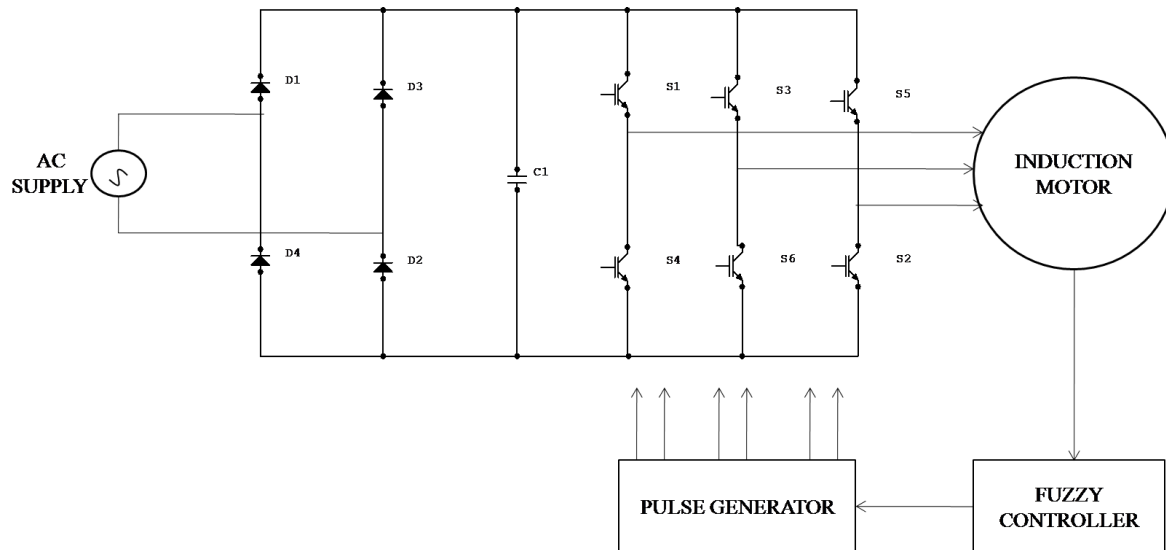 D1
D3
S1
S3
S5
AC
SUPPLY
C1
INDUCTION
MOTOR
D4
D2
S4
S6
S2
PULSE GENERATOR
FUZZY
CONTROLLER